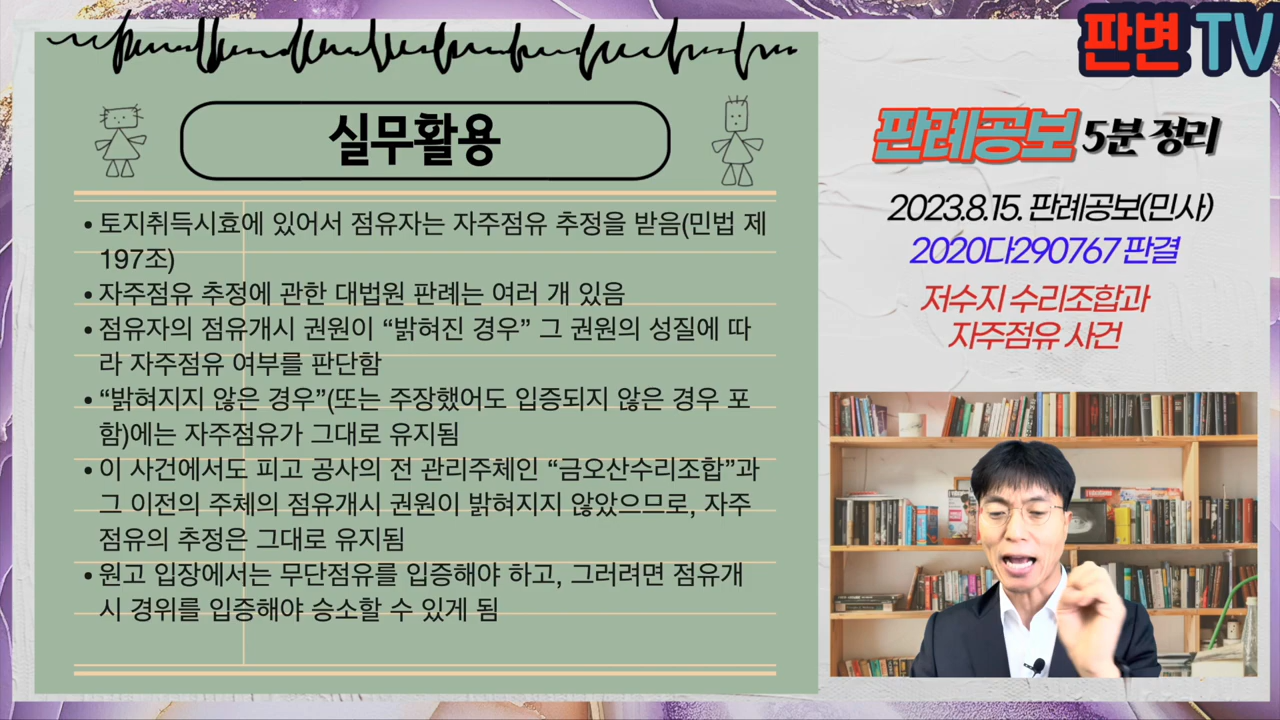 판변 TV
실무활용
• 토지취득시효에 있어서 점유자는 자주점유 추정을 받음(민법 제
197조)
• 자주점유 추정에 관한 대법원 판례는 여러 개 있음
• 점유자의 점유개시 권원이 “밝혀진 경우” 그 권원의 성질에 따
라 자주점유 여부를 판단함
• “밝혀지지 않은 경우”(또는 주장했어도 입증되지 않은 경우 포
함)에는 자주점유가 그대로 유지됨
• 이 사건에서도 피고 공사의 전 관리주체인 “금오산수리조합”과
그 이전의 주체의 점유개시 권원이 밝혀지지 않았으므로, 자주
점유의 추정은 그대로 유지됨
• 원고 입장에서는 무단점유를 입증해야 하고, 그러려면 점유개
시 경위를 입증해야 승소할 수 있게 됨
판례공보 5분 정리
2023.8.15. 판례공보(민사)
2020다290767 판결
저수지 수리조합과
자주점유 사건